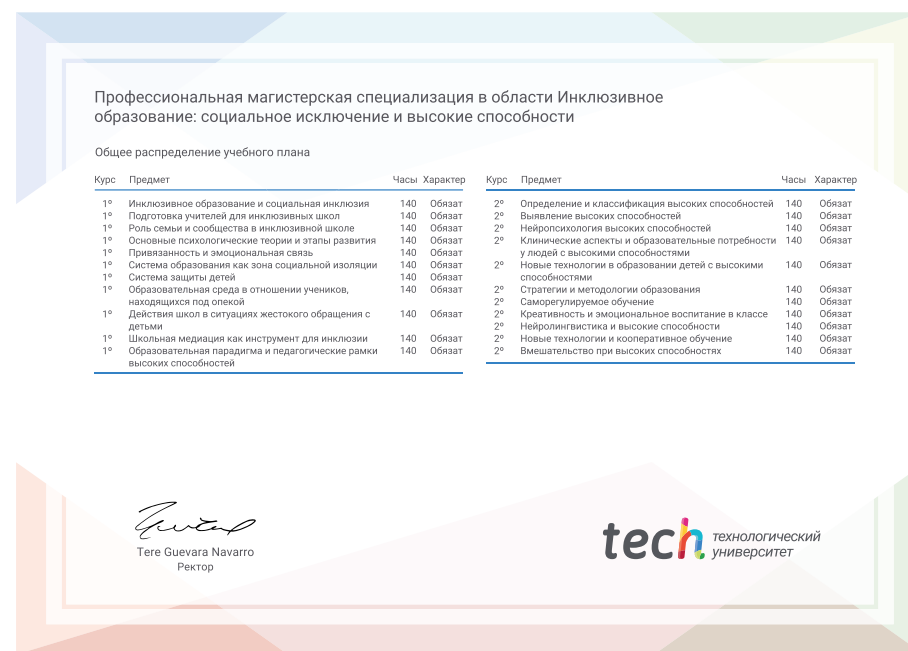 Профессиональная магистерская специализация в области Инклюзивное
образование: социальное исключение и высокие способности
Общее распределение учебного плана
Курс Предмет Часы Характер
1º Инклюзивное образование и социальная инклюзия 140 Обязат
1º Подготовка учителей для инклюзивных школ 140 Обязат
1º Роль семьи и сообщества в инклюзивной школе 140 Обязат
1º Основные психологические теории и этапы развития 140 Обязат
1º Привязанность и эмоциональная связь 140 Обязат
1º Система образования как зона социальной изоляции 140 Обязат
1º Система защиты детей 140 Обязат
1º Образовательная среда в отношении учеников, 140 Обязат
находящихся под опекой
1º Действия школ в ситуациях жестокого обращения с 140 Обязат
детьми
1º Школьная медиация как инструмент для инклюзии 140 Обязат
1º Образовательная парадигма и педагогические рамки 140 Обязат
высоких способностей
Курс Предмет Часы Характер
2º Определение и классификация высоких способностей 140 Обязат
2º Выявление высоких способностей 140 Обязат
2º Нейропсихология высоких способностей 140 Обязат
2º Клинические аспекты и образовательные потребности 140 Обязат
у людей с высокими способностями
2º Новые технологии в образовании детей с высокими 140 Обязат
способностями
2º Стратегии и методологии образования 140 Обязат
2º Саморегулируемое обучение 140 Обязат
2º Креативность и эмоциональное воспитание в классе 140 Обязат
2º Нейролингвистика и высокие способности 140 Обязат
2º Новые технологии и кооперативное обучение 140 Обязат
2º Вмешательство при высоких способностях 140 Обязат
Tere Guevara Navarro
Ректор
tech технологический
университет